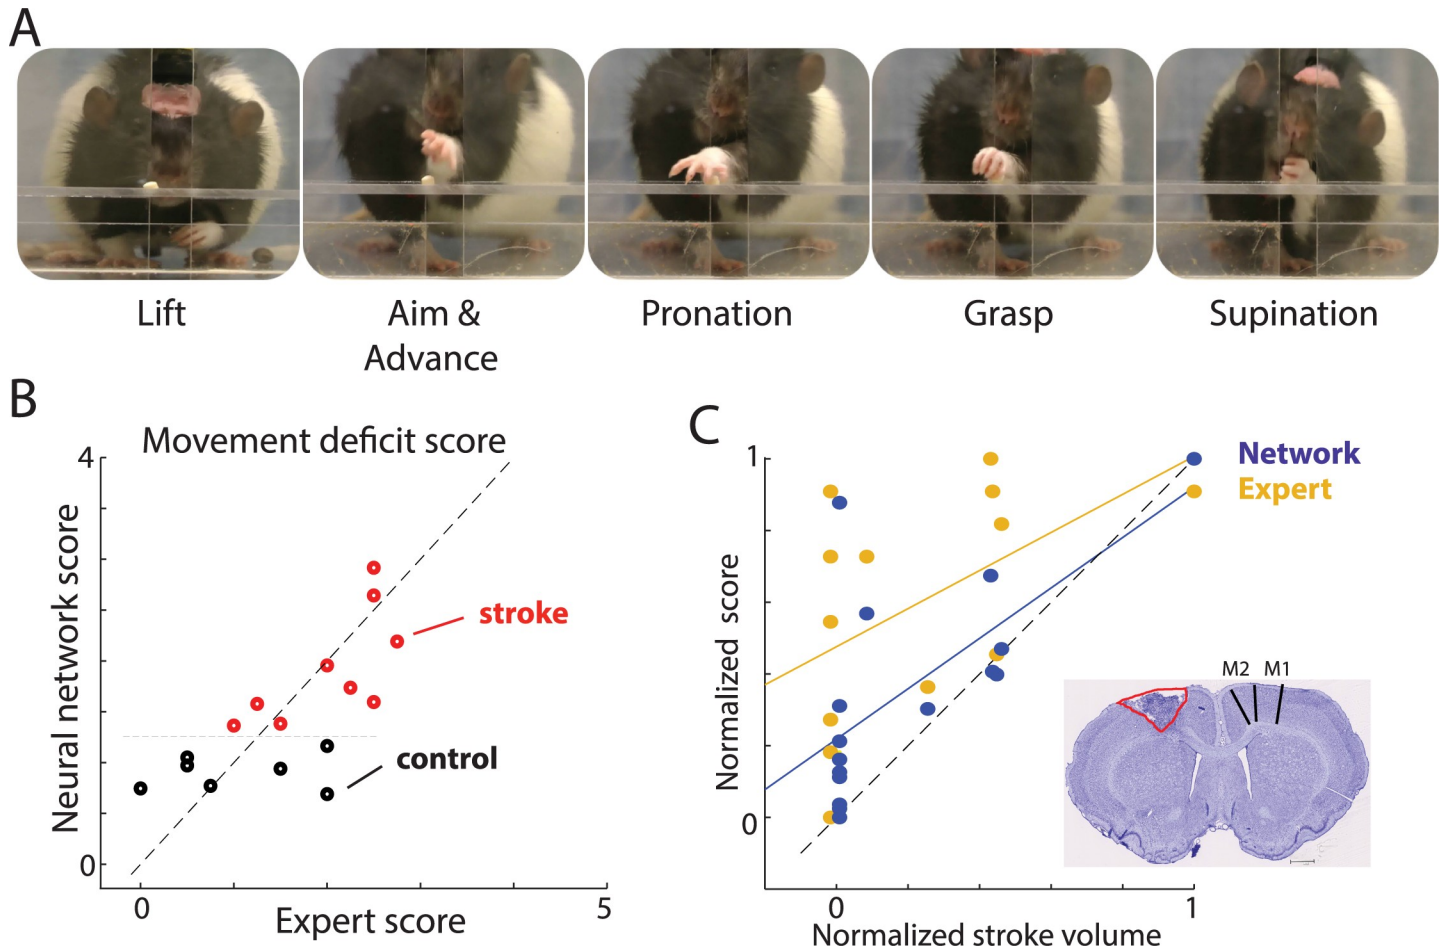 A
Lift
Aim &
Advance
Pronation
Grasp
Supination
B
Movement deficit score
4
Neural network score
stroke
control
0
0
Expert score
5
C
1
Network
Expert
Normalized score
M2 M1
0
0
1
Normalized stroke volume